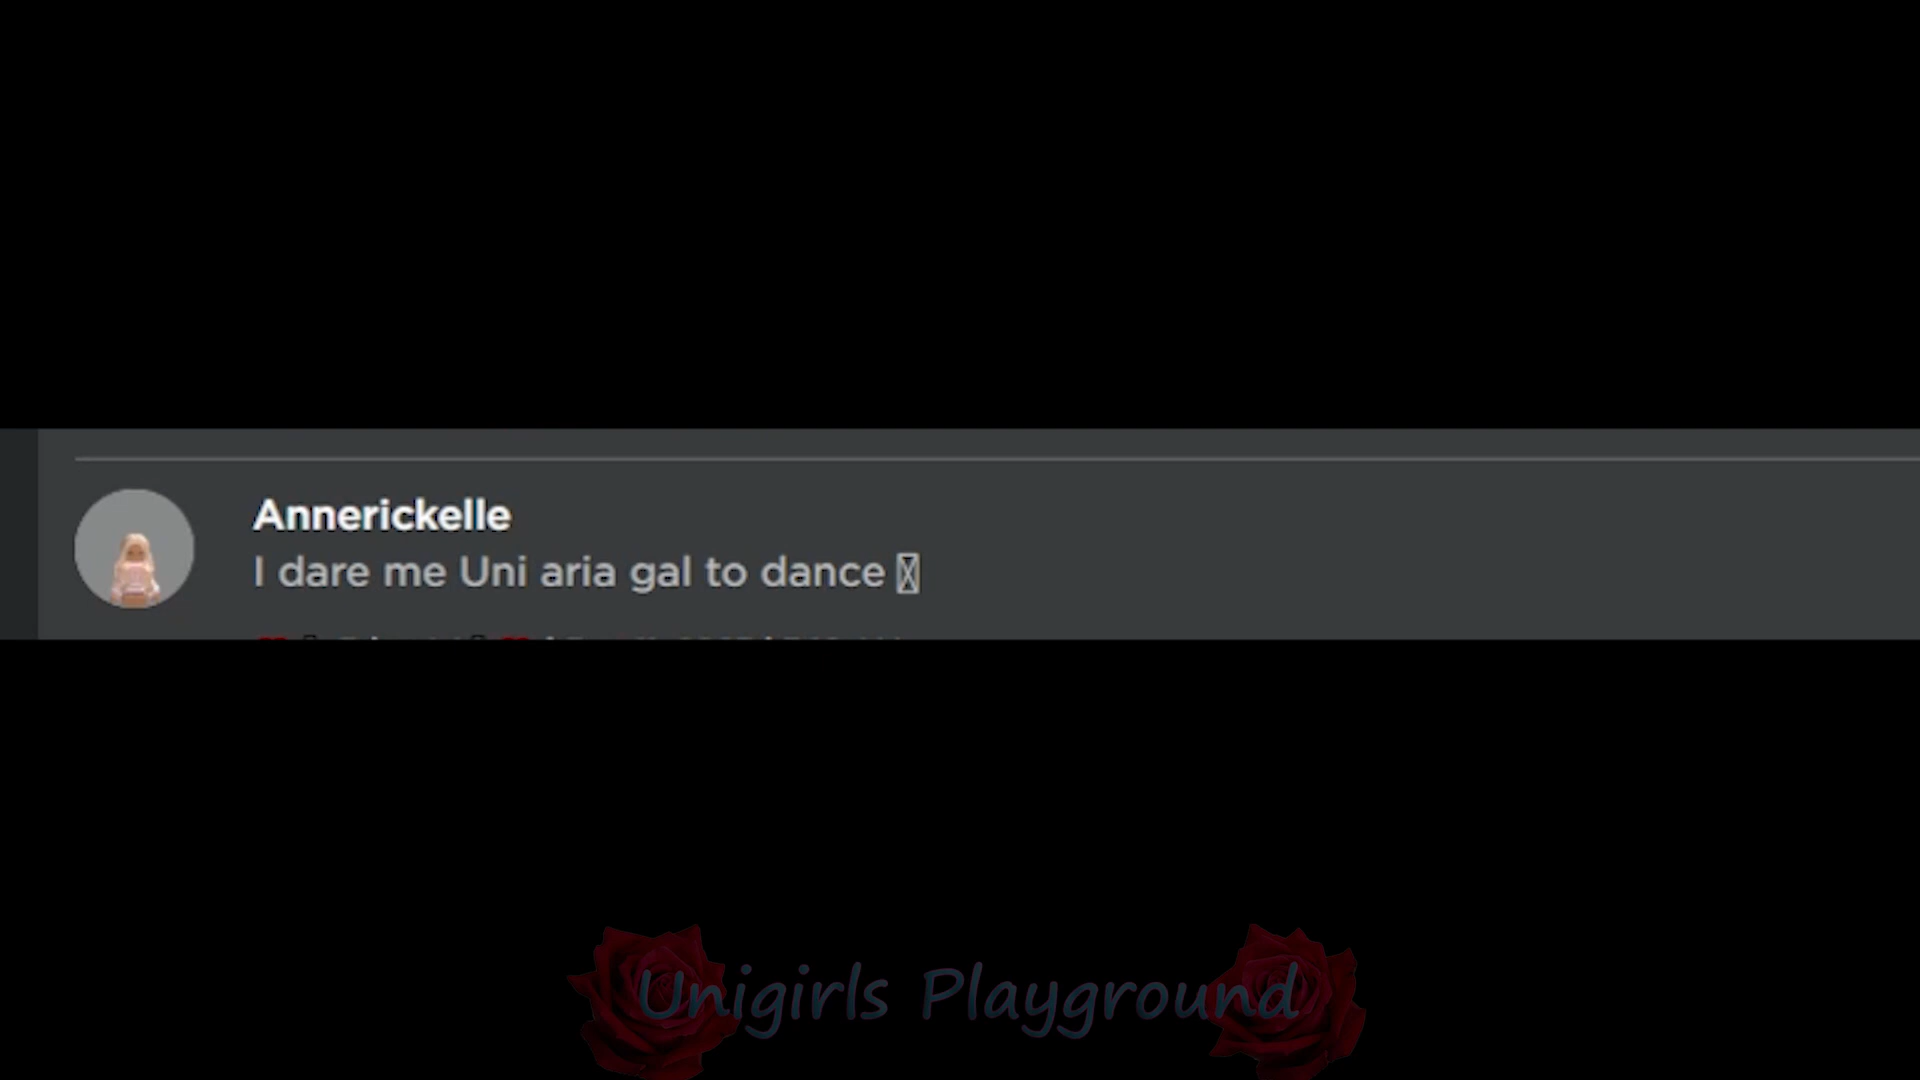 Annerickelle
I dare me Uni aria gal to dance
Unigirls Playground